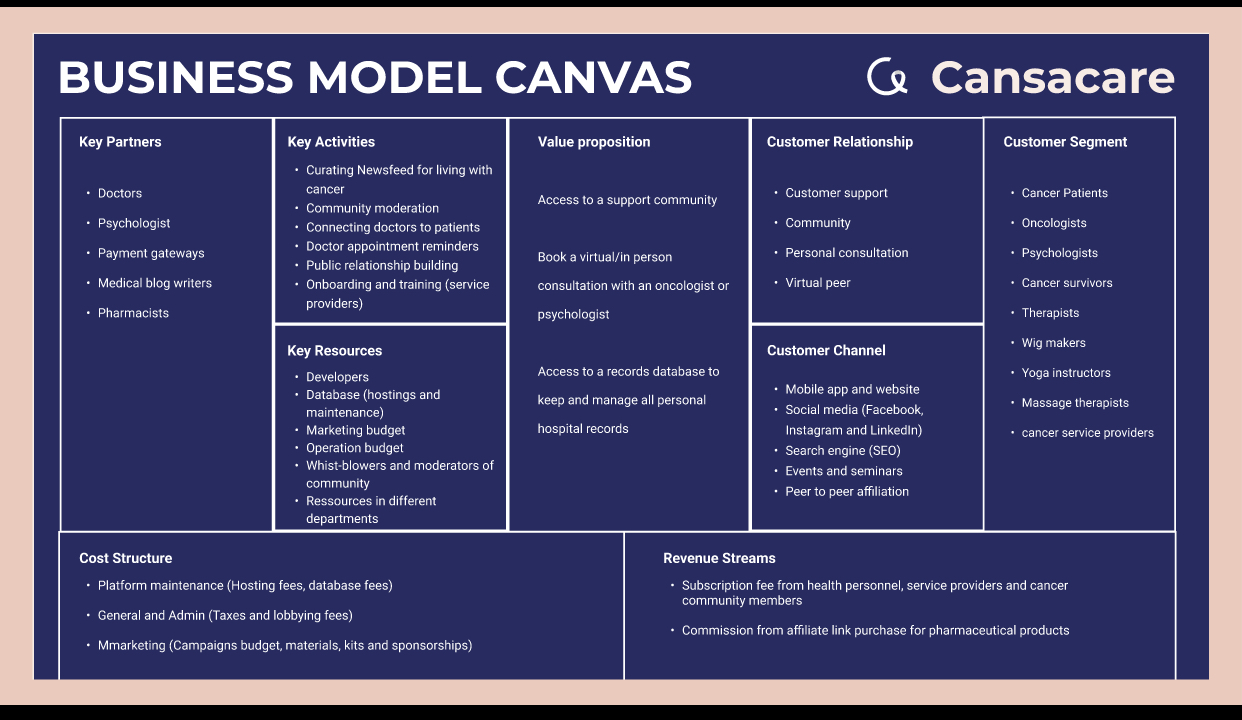 BUSINESS MODEL CANVAS
Cansacare
Key Partners
• Doctors
• Psychologist
• Payment gateways
• Medical blog writers
• Pharmacists
Key Activities
• Curating Newsfeed for living with
cancer
• Community moderation
• Connecting doctors to patients
• Doctor appointment reminders
• Public relationship building
• Onboarding and training (service
providers)
Key Resources
• Developers
• Database (hostings and
maintenance)
• Marketing budget
• Operation budget
• Whist-blowers and moderators of
community
• Ressources in different
departments
Value proposition
Access to a support community
Book a virtual/in person
consultation with an oncologist or
psychologist
Access to a records database to
keep and manage all personal
hospital records
Customer Relationship
• Customer support
• Community
• Personal consultation
• Virtual peer
Customer Channel
• Mobile app and website
• Social media (Facebook,
Instagram and LinkedIn)
• Search engine (SEO)
• Events and seminars
• Peer to peer affiliation
Customer Segment
• Cancer Patients
• Oncologists
• Psychologists
• Cancer survivors
• Therapists
• Wig makers
• Yoga instructors
• Massage therapists
• cancer service providers
Cost Structure
• Platform maintenance (Hosting fees, database fees)
• General and Admin (Taxes and lobbying fees)
• Mmarketing (Campaigns budget, materials, kits and sponsorships)
Revenue Streams
• Subscription fee from health personnel, service providers and cancer
community members
• Commission from affiliate link purchase for pharmaceutical products